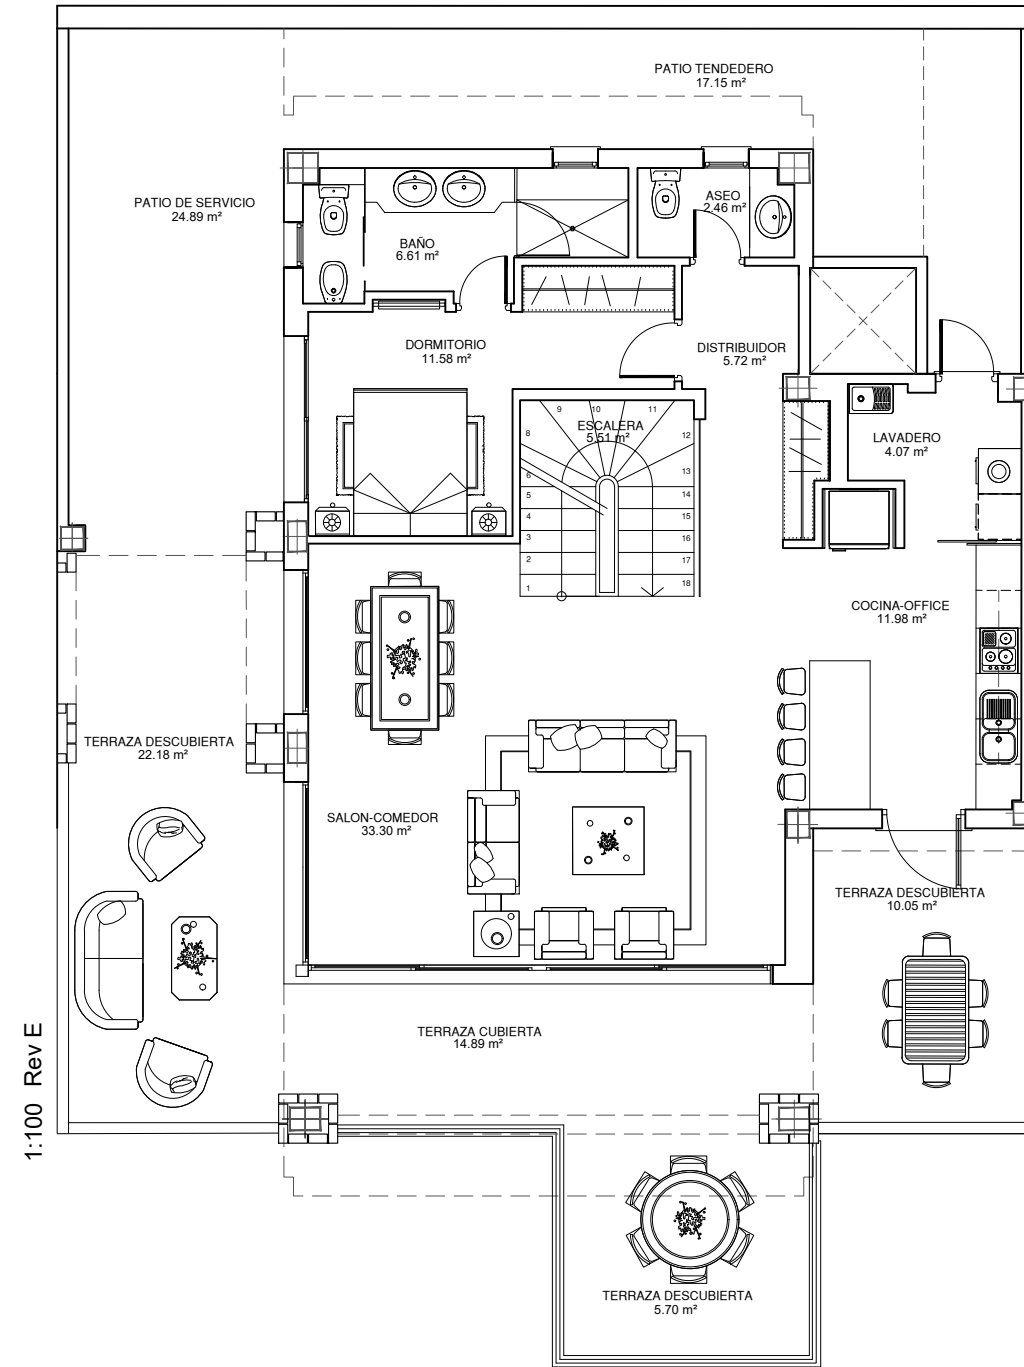 PATIO TENDEDERO
17.15 m²
PATIO DE SERVICIO
24.89 m²
ASEO
2.46 m²
BAÑO
6.61 m²
DORMITORIO
11.58 m²
DISTRIBUIDOR
5.72 m²
ESCALERA
5.51 m²
9
10
11
8
12
13
6
14
5
15
4
16
3
17
2
18
1
LAVADERO
4.07 m²
COCINA-OFFICE
11.98 m²
TERRAZA DESCUBIERTA
22.18 m²
SALON-COMEDOR
33.30 m²
TERRAZA DESCUBIERTA
10.05 m²
TERRAZA CUBIERTA
14.89 m²
TERRAZA DESCUBIERTA
5.70 m²
1:100 Rev E